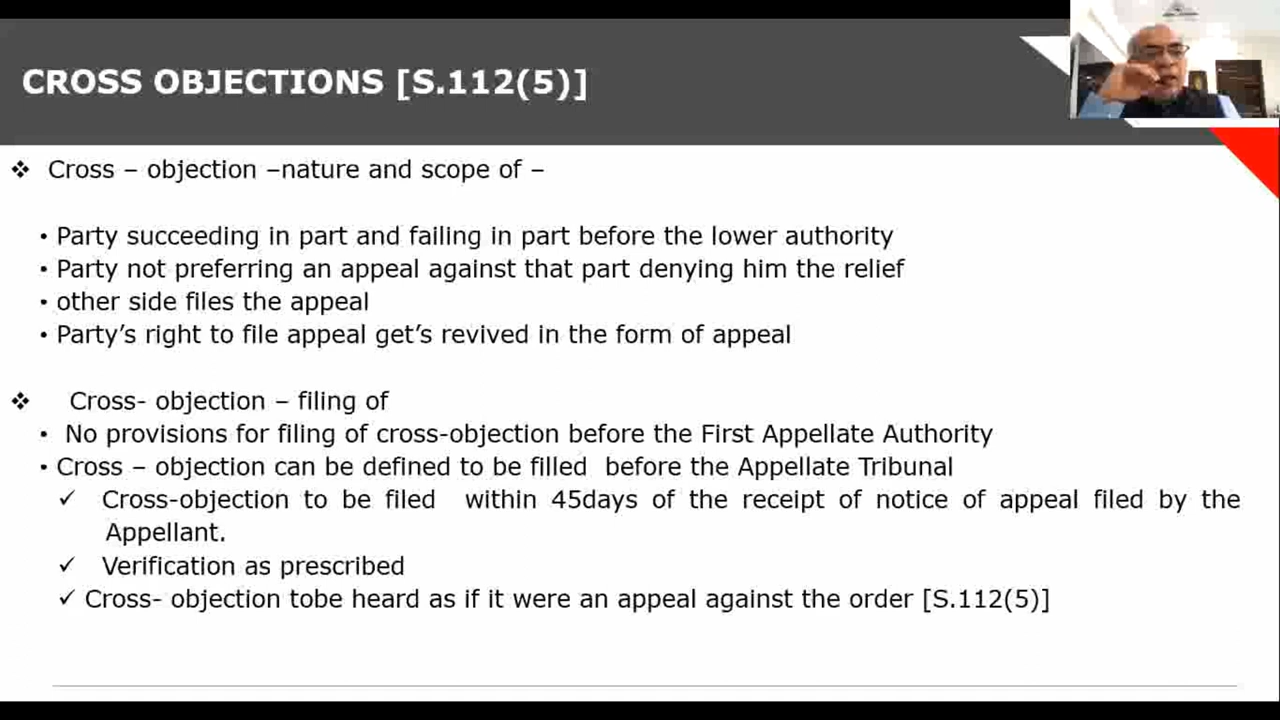 CROSS OBJECTIONS [S.112(5)]
❖ Cross – objection –nature and scope of –
• Party succeeding in part and failing in part before the lower authority
• Party not preferring an appeal against that part denying him the relief
• other side files the appeal
• Party’s right to file appeal get’s revived in the form of appeal
❖ Cross- objection – filing of
• No provisions for filing of cross-objection before the First Appellate Authority
• Cross – objection can be defined to be filled before the Appellate Tribunal
✓ Cross-objection to be filed within 45days of the receipt of notice of appeal filed by the
Appellant.
✓ Verification as prescribed
✓ Cross- objection tobe heard as if it were an appeal against the order [S.112(5)]